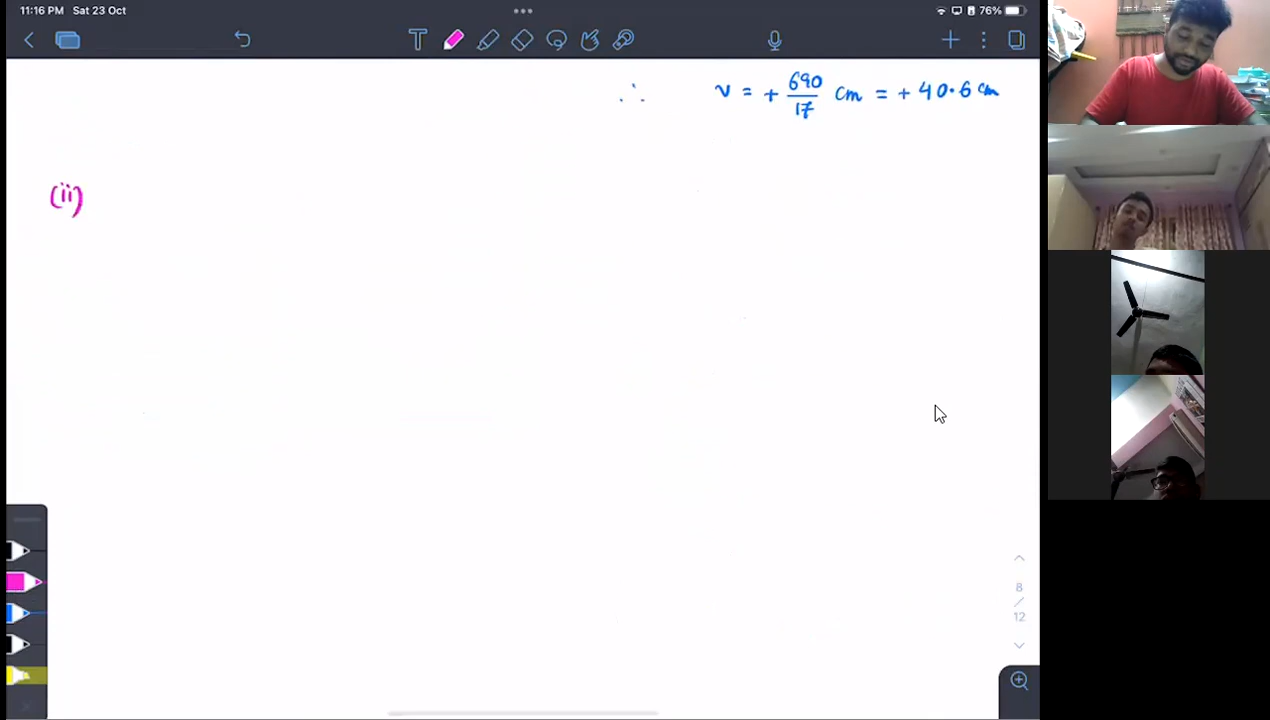 11:16 PM Sat 23 Oct
76%
T
∴ v = + 690/17 cm = + 40.6 cm
(ii)
8
/
12